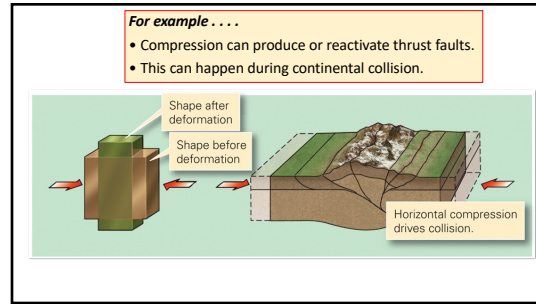 For example . . . .
• Compression can produce or reactivate thrust faults.
• This can happen during continental collision.
Shape after
deformation
Shape before
deformation
Horizontal compression
drives collision.